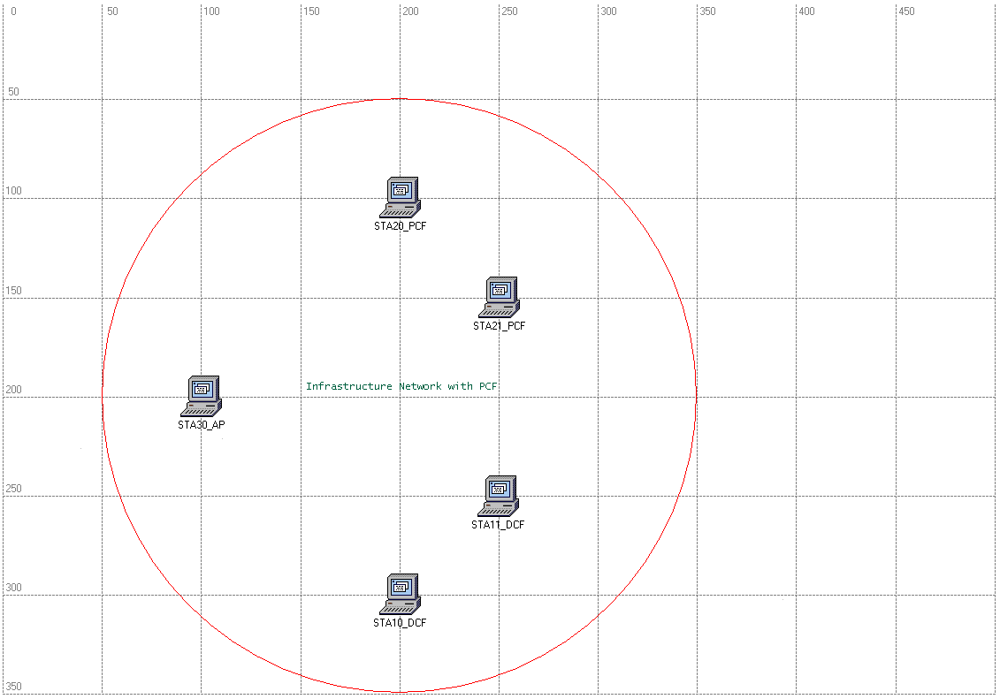 0 50 100 150 200 250 300 350 400 450
50
100
STA20_PCF
150
STA21_PCF
Infrastructure Network with PCF
200
STA30_AP
250
STA11_DCF
300
STA10_DCF
350